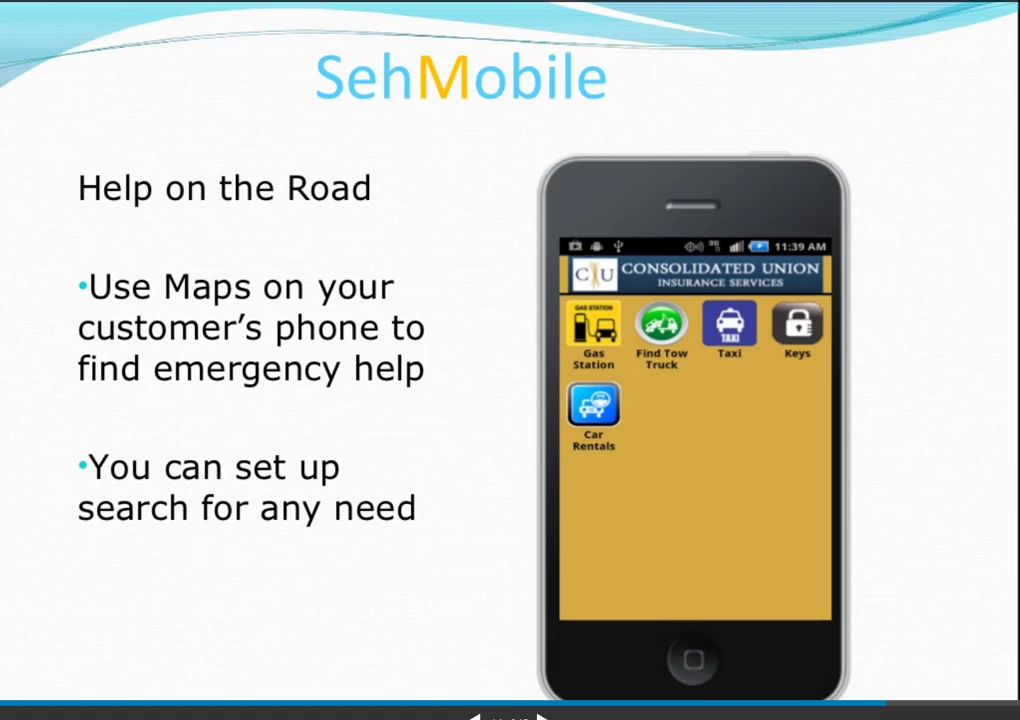 SehMobile
Help on the Road
•Use Maps on your
customer's phone to
find emergency help
•You can set up
search for any need
3G
11:39 AM
CIU CONSOLIDATED UNION
INSURANCE SERVICES
GAS STATION
TAXI
Gas
Station
Find Tow
Truck
Taxi
Keys
Car
Rentals